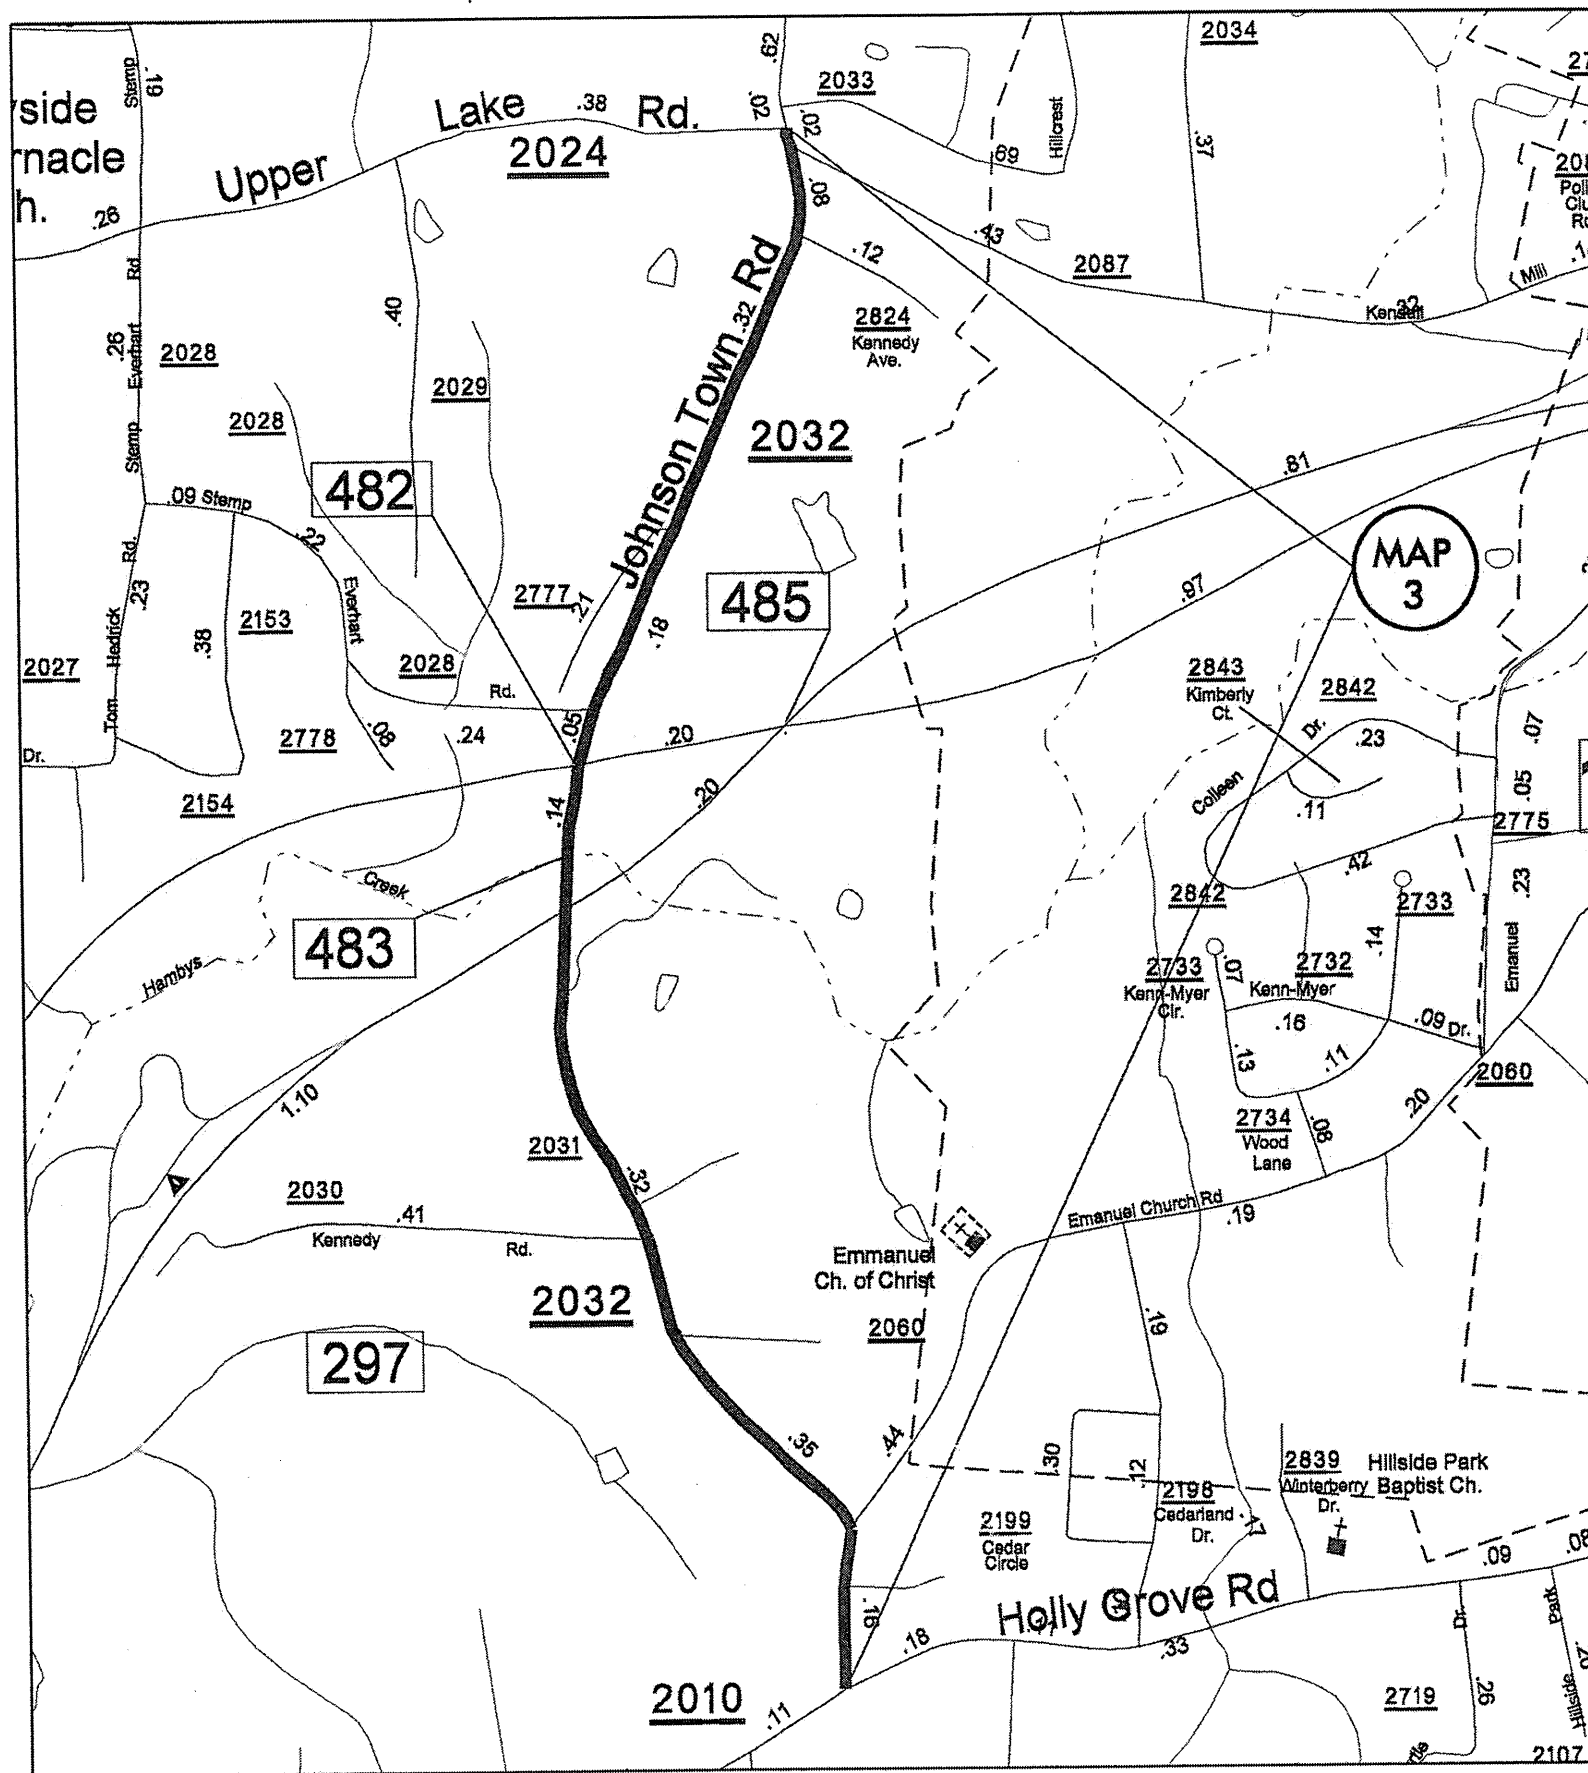 2034
.62
.19
Stemp
2033
.02
.02
yside
Lake
.38
Rd.
Hillcrest
.37
rnacle
2024
.69
Upper
h.
.08
.26
.43
.12
2087
Mill
Rd
.40
Johnson Town Rd
.32
2824
Kennedy
Ave.
Kendall
.32
.26
Everhart
2028
2029
2028
2032
Stemp
482
.81
.09 Stemp
.22
Rd.
MAP
3
.23
Everhart
2777
.21
485
.97
Hedrick
.38
2153
.18
2027
2028
2843
Kimberly
Ct.
2842
Tom
Rd.
Dr.
.07
Dr.
2778
.08
.24
.05
.20
.23
.05
Colleen
.11
2154
.14
.20
2775
.42
.23
Creek
2842
2733
483
.14
Emanuel
Hambys
2733
Kenn-Myer
Cir.
.07
2732
Kenn-Myer
.16
.09 Dr.
.13
.11
2060
1.10
.20
2734
Wood
Lane
.08
2031
.32
2030
.41
Kennedy
Rd.
Emanuel Church Rd
.19
Emmanuel
Ch. of Christ
2032
2060
.19
297
.35
.44
.30
.12
2839
Winterberry
Dr.
Hillside Park
Baptist Ch.
2198
Cedarland
Dr.
.47
2199
Cedar
Circle
.09
.08
Holly Grove Rd
.16
.18
.33
Dr
Park
2010
.11
2719
.26
Hillside
2107